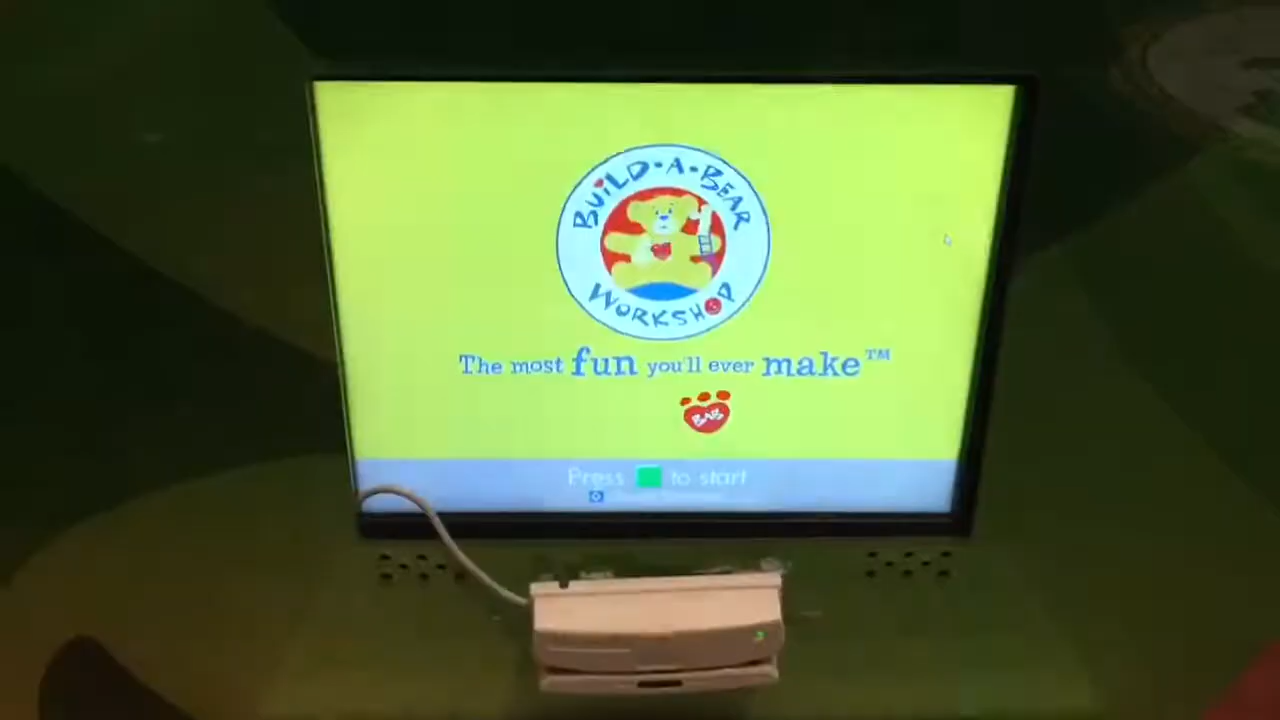 BUiLD•A•BEAR
WORKSHOP
The most fun you'll ever make™
BAB
Press to start